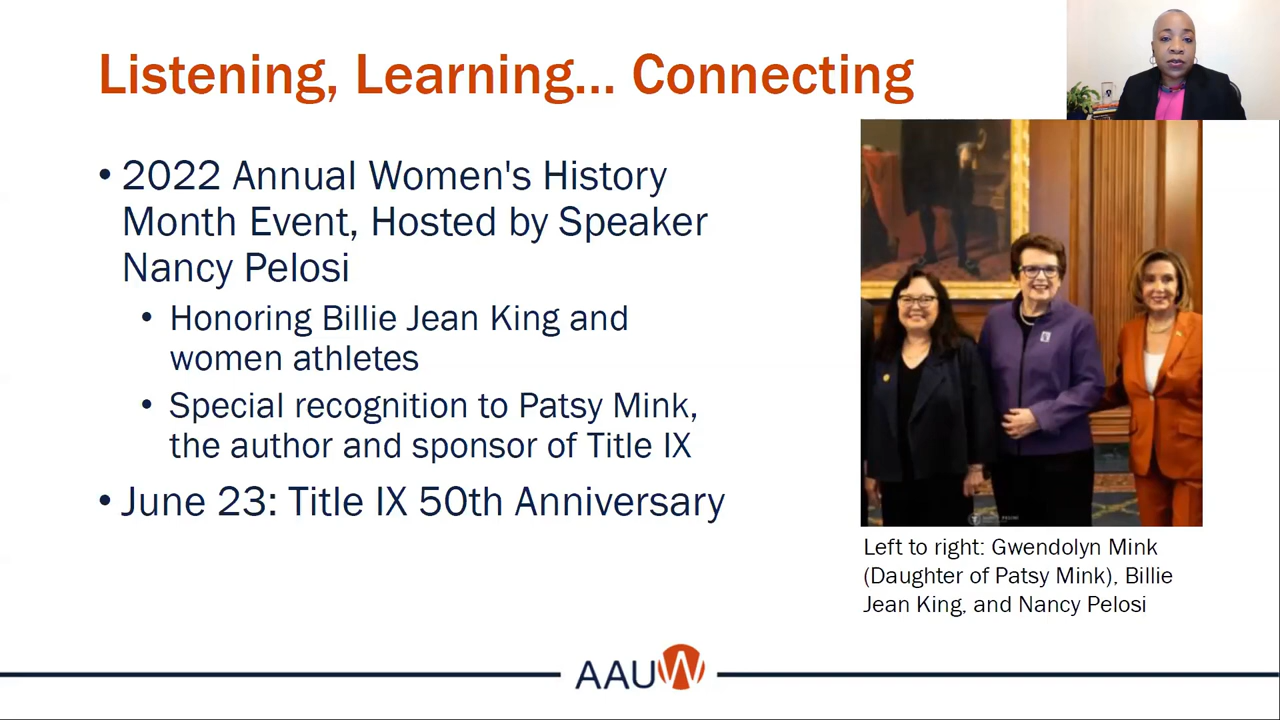 Listening, Learning... Connecting
• 2022 Annual Women's History
Month Event, Hosted by Speaker
Nancy Pelosi
• Honoring Billie Jean King and
women athletes
• Special recognition to Patsy Mink,
the author and sponsor of Title IX
• June 23: Title IX 50th Anniversary
Left to right: Gwendolyn Mink
(Daughter of Patsy Mink), Billie
Jean King, and Nancy Pelosi
AAUW